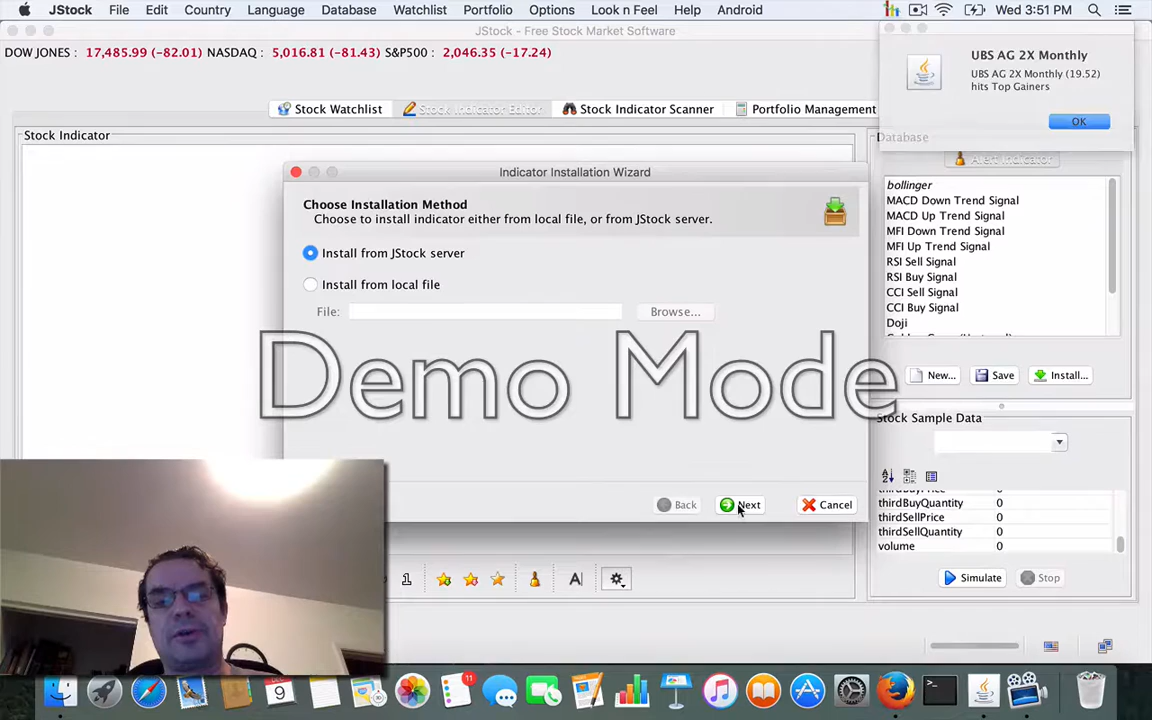 JStock File Edit Country Language Database Watchlist Portfolio Options Look n Feel Help Android Wed 3:51 PM
JStock - Free Stock Market Software
DOW JONES : 17,485.99 (-82.01) NASDAQ : 5,016.81 (-81.43) S&P500 : 2,046.35 (-17.24)
UBS AG 2X Monthly
UBS AG 2X Monthly (19.52)
hits Top Gainers
OK
Stock Watchlist Stock Indicator Editor Stock Indicator Scanner Portfolio Management
Stock Indicator
Database
Alert Indicator
Indicator Installation Wizard
Choose Installation Method
Choose to install indicator either from local file, or from JStock server.
Install from JStock server
Install from local file
File:
Browse...
Back
Next
Cancel
bollinger
MACD Down Trend Signal
MACD Up Trend Signal
MFI Down Trend Signal
MFI Up Trend Signal
RSI Sell Signal
RSI Buy Signal
CCI Sell Signal
CCI Buy Signal
Doji
New... Save Install...
Demo Mode
Stock Sample Data
thirdBuyPrice 0
thirdBuyQuantity 0
thirdSellPrice 0
thirdSellQuantity 0
volume 0
Simulate Stop
1
A
DEC
9
11